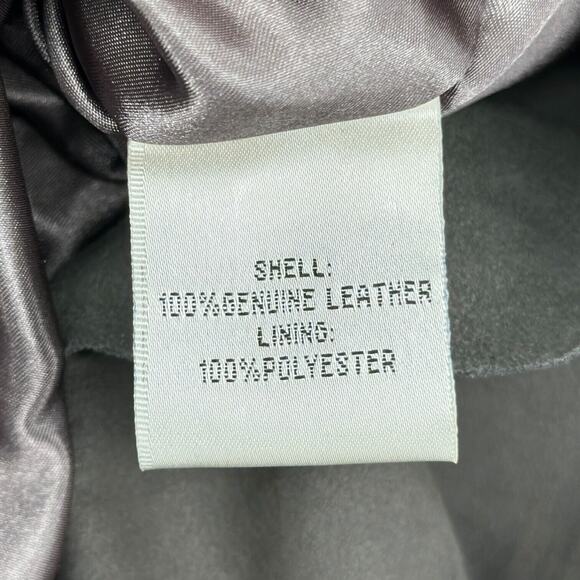 SHELL:
100%GENUINE LEATHER
LINING:
100%POLYESTER